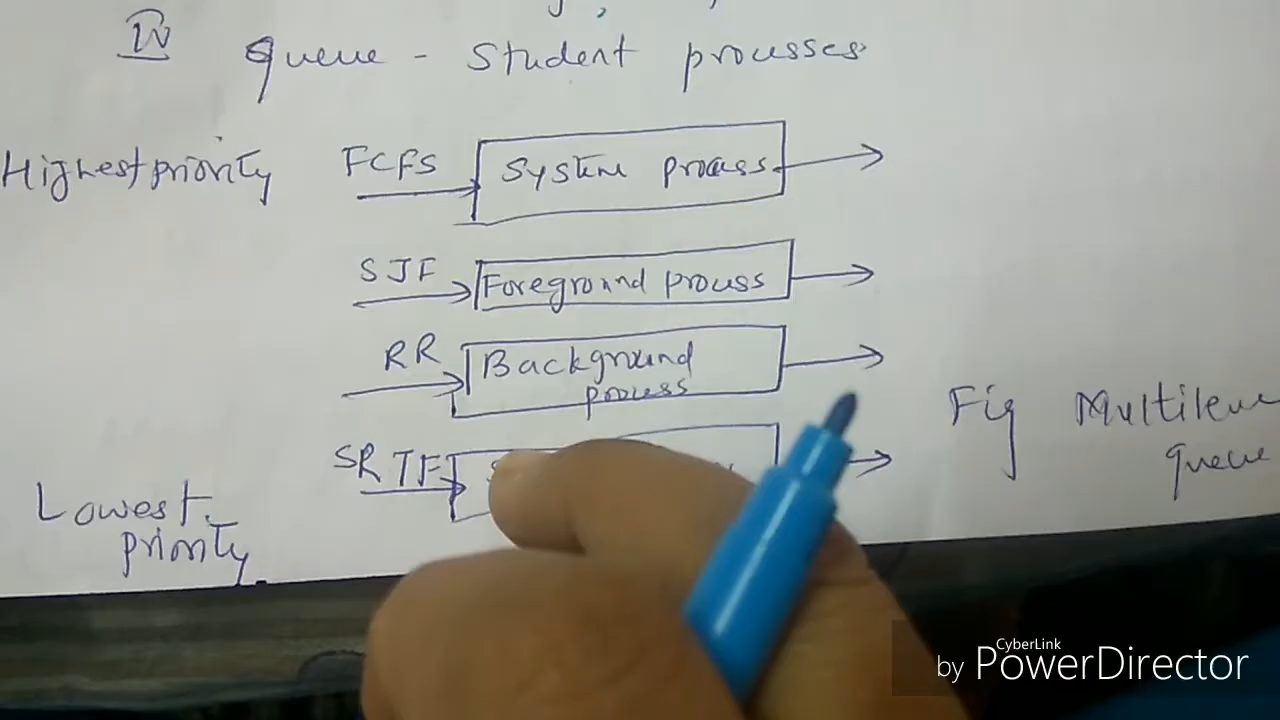 IV Queue - Student processes
Highest priority FCFS System process
SJF Foreground process
RR Background
process
SRTF
Lowest
priority
Fig Multileve
queue
CyberLink
by PowerDirector